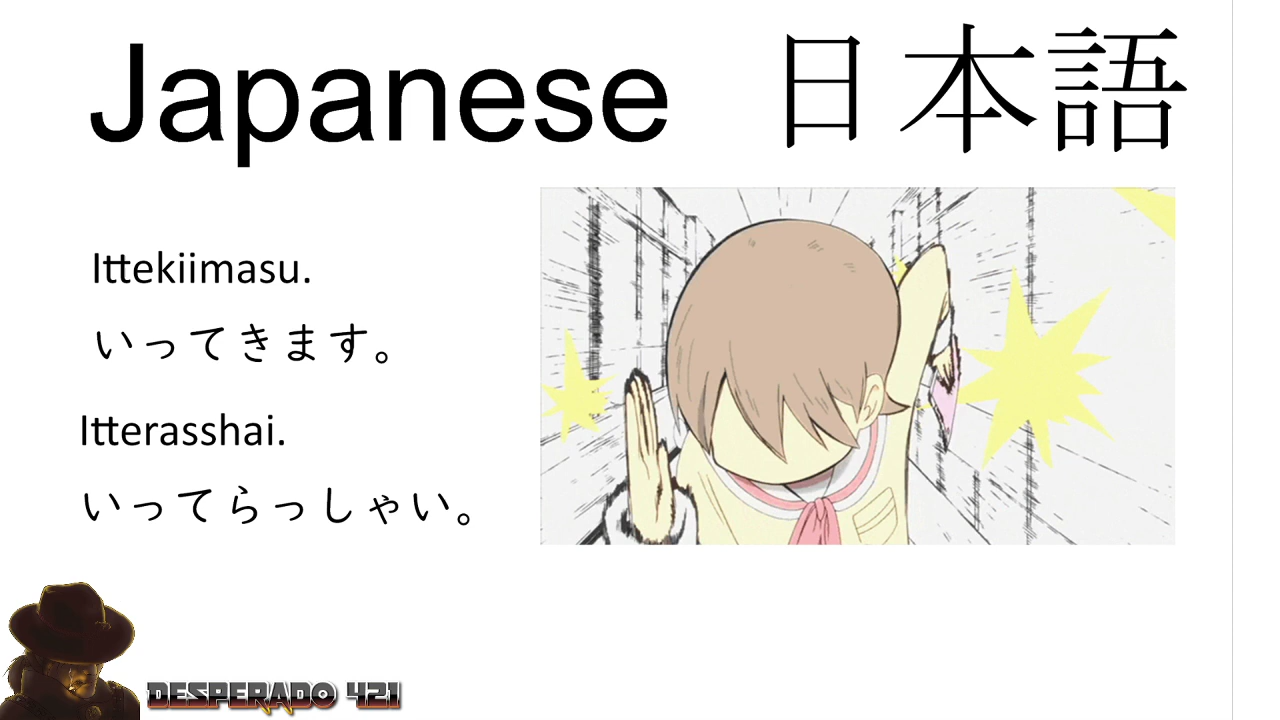 Japanese 日本語
Ittekiimasu.
いってきます。
Itterasshai.
いってらっしゃい。
DESPERADO 421